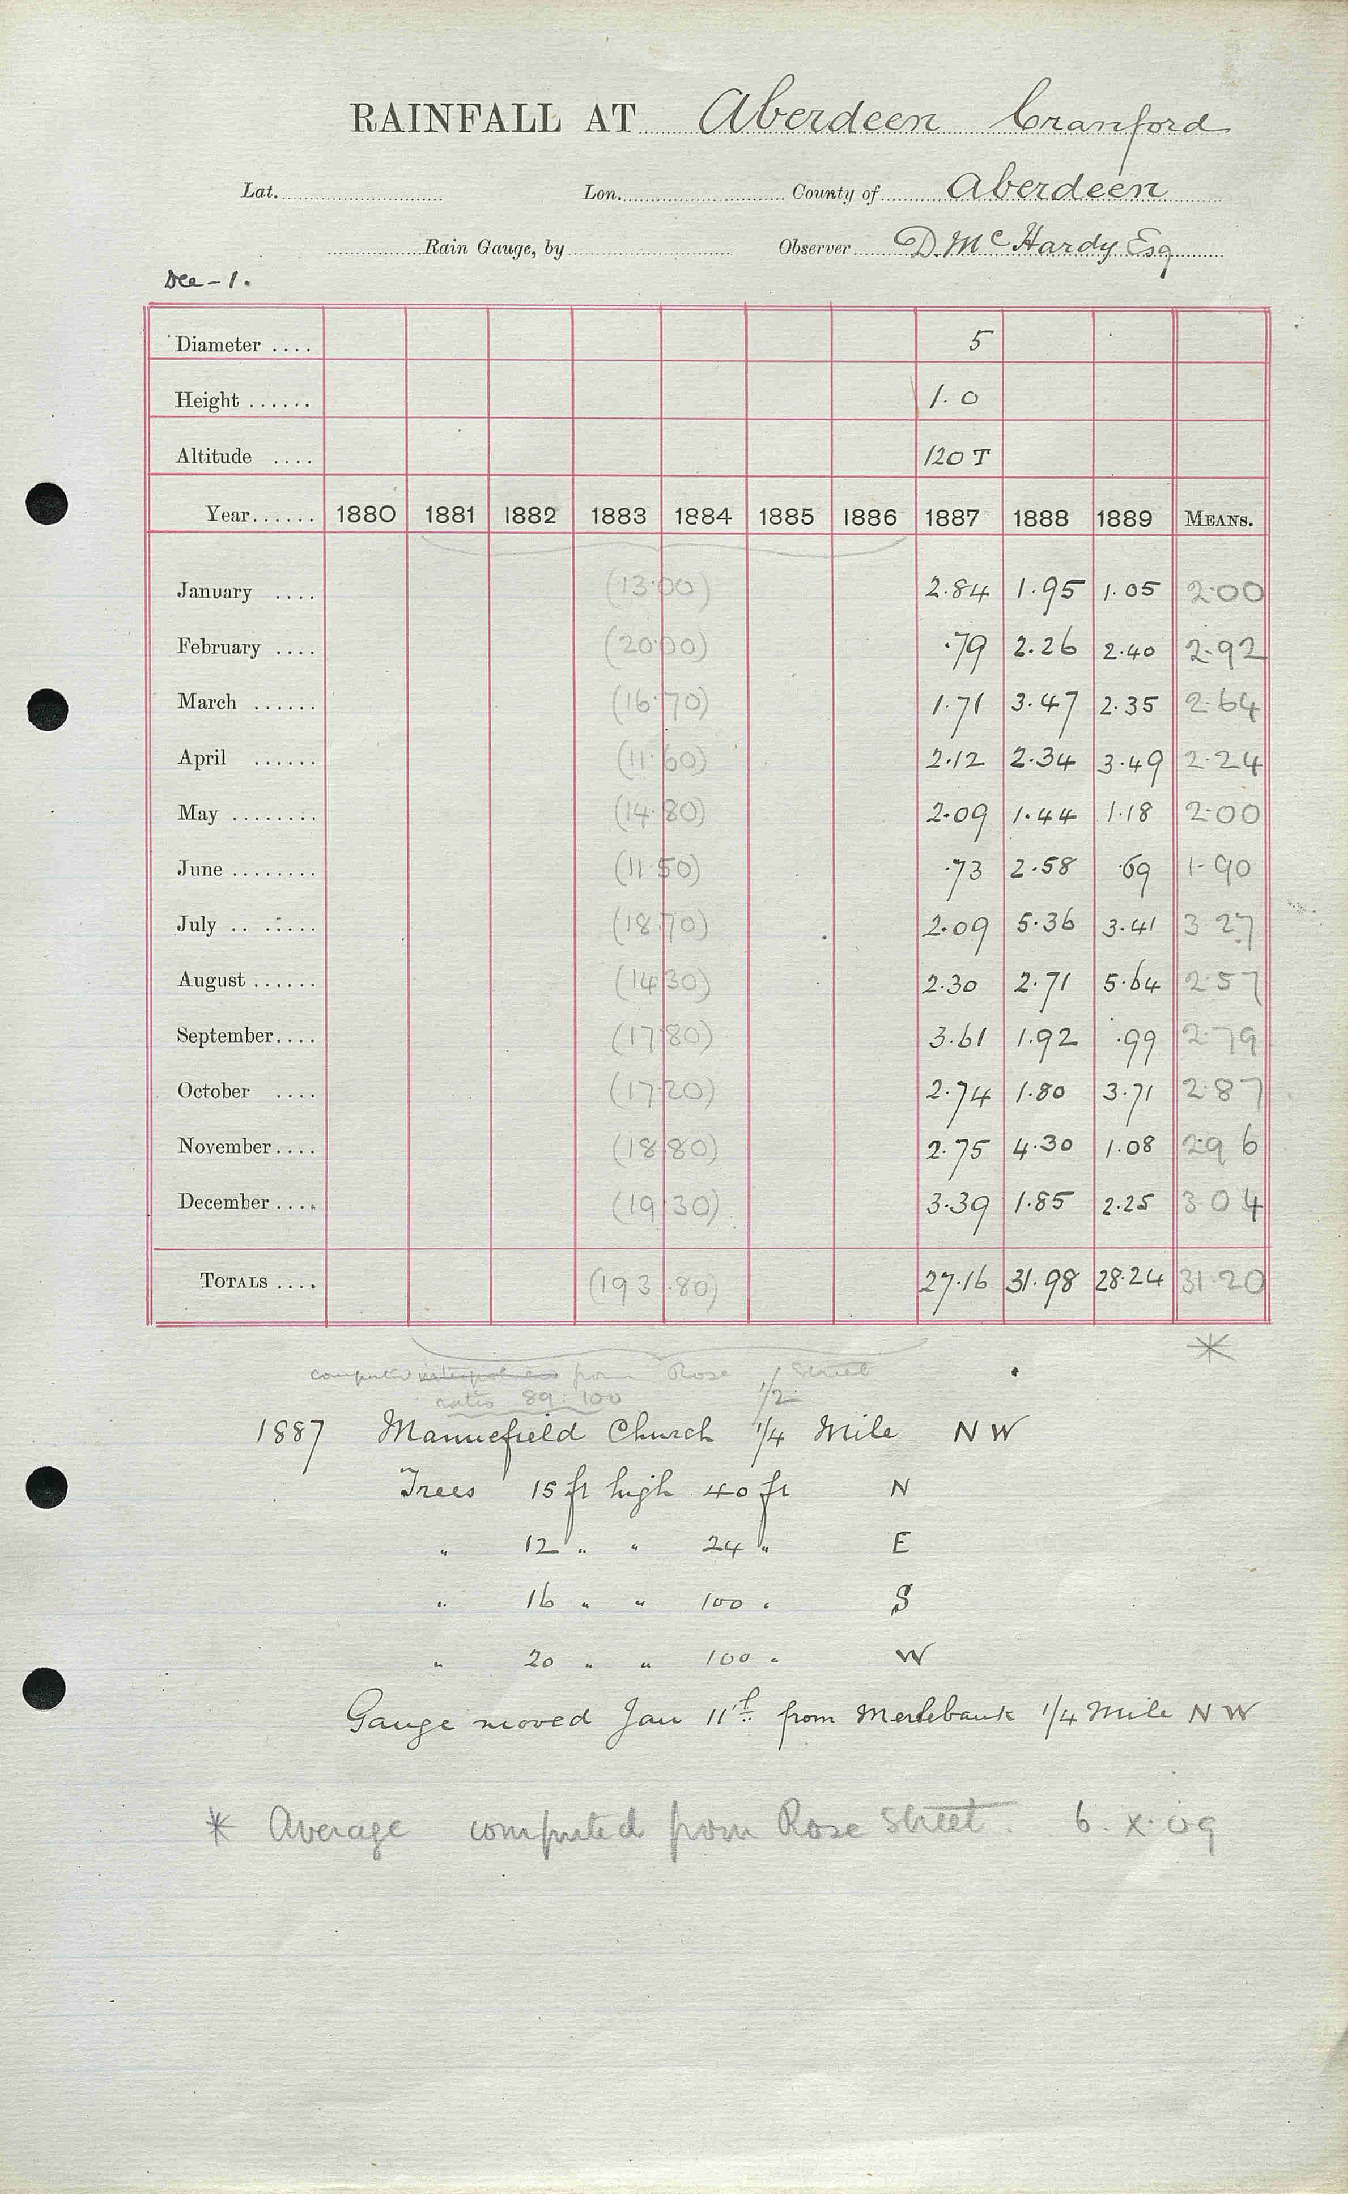 RAINFALL AT Aberdeen Cranford
Lat. Lon. County of Aberdeen
Rain Gauge, by Observer D. McHardy Esq
Dee - 1.
Diameter .... 5
Height ...... 1.0
Altitude .... 120 T
Year...... 1880 1881 1882 1883 1884 1885 1886 1887 1888 1889 MEANS.
January .... (13.00) 2.84 1.95 1.05 2.00
February .... (20.00) .79 2.26 2.40 2.92
March ...... (16.70) 1.71 3.47 2.35 2.64
April ...... (11.60) 2.12 2.34 3.49 2.24
May ........ (14.80) 2.09 1.44 1.18 2.00
June ........ (11.50) .73 2.58 .69 1.90
July ........ (18.70) 2.09 5.36 3.41 3.27
August ...... (14.30) 2.30 2.71 5.64 2.57
September.... (17.80) 3.61 1.92 .99 2.79
October .... (17.20) 2.74 1.80 3.71 2.87
November .... (18.80) 2.75 4.30 1.08 2.96
December .... (19.30) 3.39 1.85 2.25 3.04
TOTALS .... (193.80) 27.16 31.98 28.24 31.20
*
computed from Rose Street
ratio 89:100 1/2
1887 Mannefield Church 1/4 Mile NW
Trees 15 ft high 40 ft N
" 12 " " 24 " E
" 16 " " 100 " S
" 20 " " 100 " W
Gauge moved Jan 11th from Merlebank 1/4 Mile NW
* Average computed from Rose Street. 6.X.09